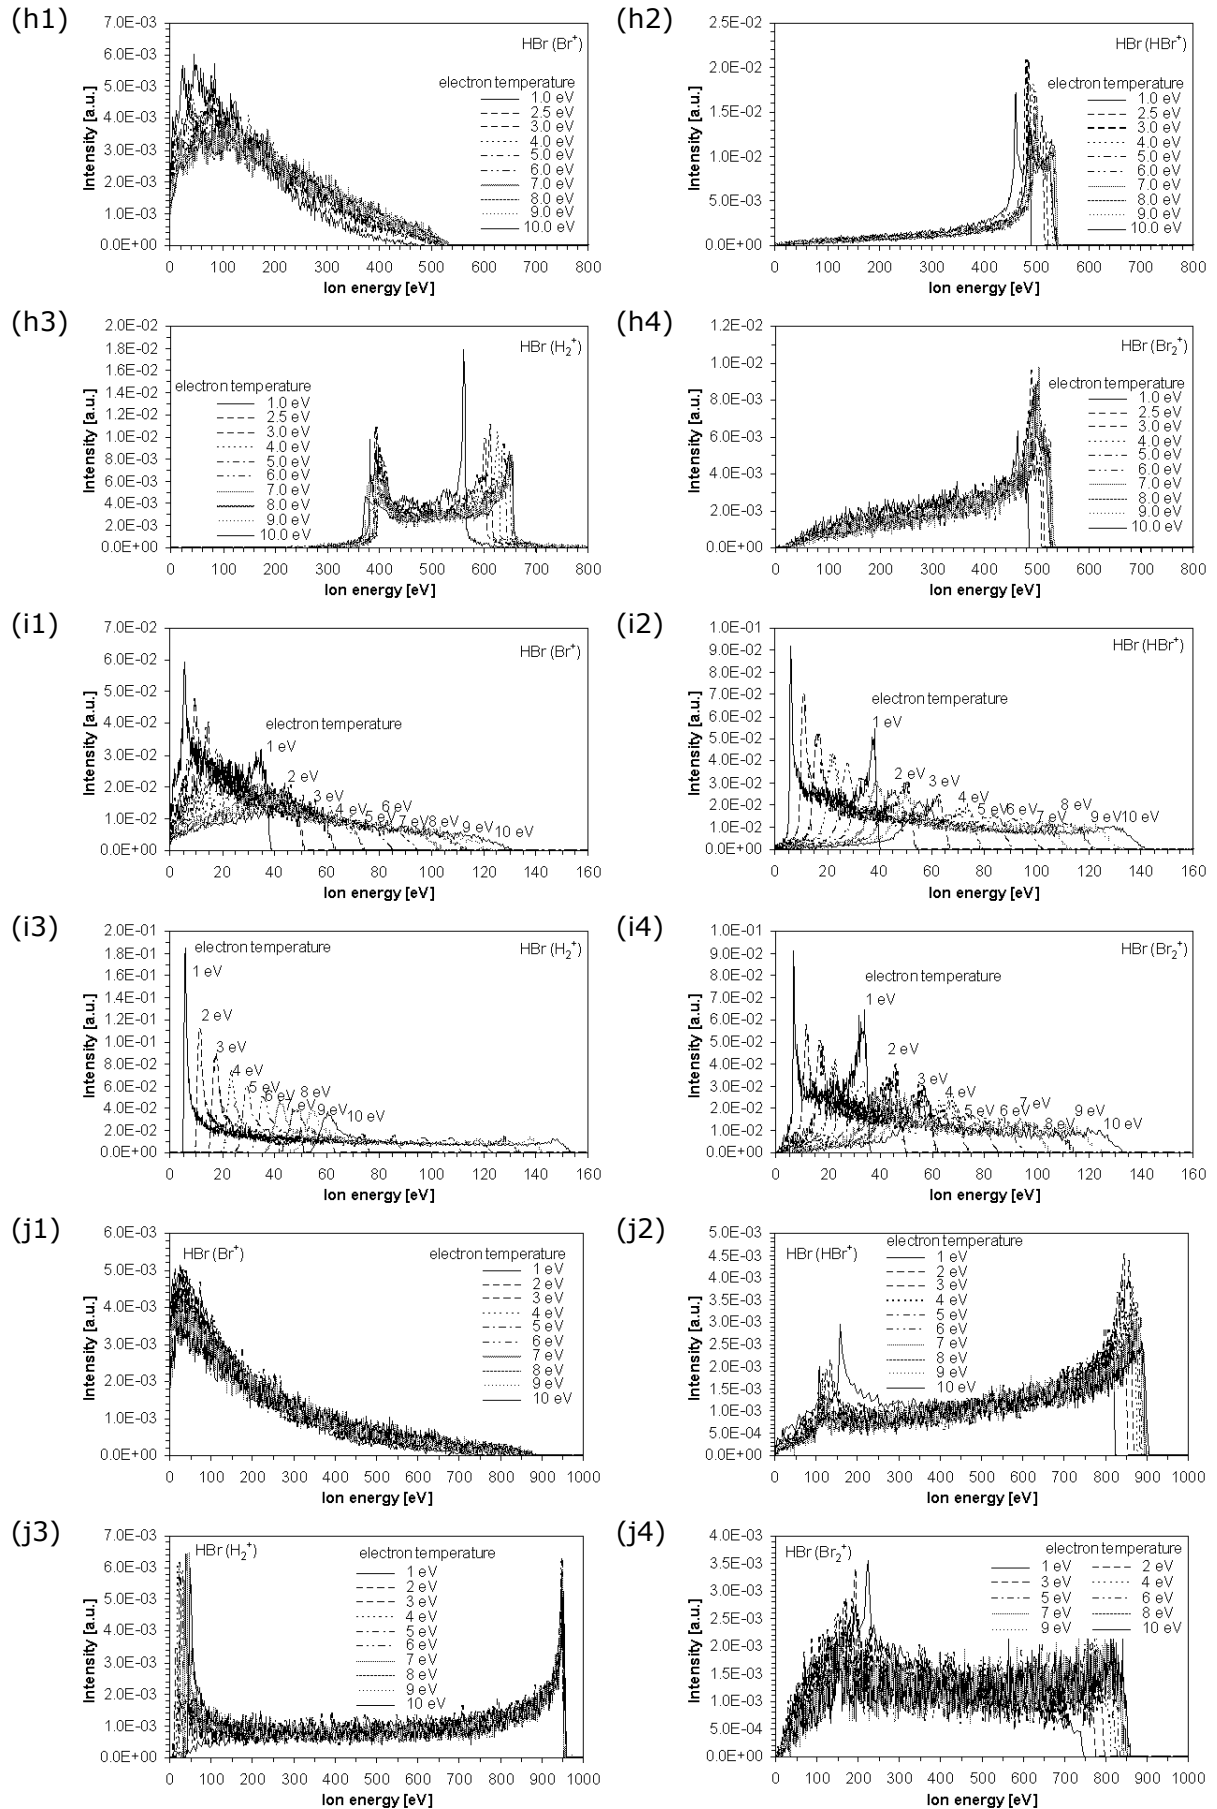 (h1)
7.0E-03
6.0E-03
5.0E-03
4.0E-03
3.0E-03
2.0E-03
1.0E-03
0.0E+00
Intensity [a.u.]
HBr (Br+)
electron temperature
1.0 eV
2.5 eV
3.0 eV
4.0 eV
5.0 eV
6.0 eV
7.0 eV
8.0 eV
9.0 eV
10.0 eV
0 100 200 300 400 500 600 700 800
Ion energy [eV]
(h2)
2.5E-02
2.0E-02
1.5E-02
1.0E-02
5.0E-03
0.0E+00
Intensity [a.u.]
HBr (HBr+)
electron temperature
1.0 eV
2.5 eV
3.0 eV
4.0 eV
5.0 eV
6.0 eV
7.0 eV
8.0 eV
9.0 eV
10.0 eV
0 100 200 300 400 500 600 700 800
Ion energy [eV]
(h3)
2.0E-02
1.8E-02
1.6E-02
1.4E-02
1.2E-02
1.0E-02
8.0E-03
6.0E-03
4.0E-03
2.0E-03
0.0E+00
Intensity [a.u.]
HBr (H2+)
electron temperature
1.0 eV
2.5 eV
3.0 eV
4.0 eV
5.0 eV
6.0 eV
7.0 eV
8.0 eV
9.0 eV
10.0 eV
0 100 200 300 400 500 600 700 800
Ion energy [eV]
(h4)
1.2E-02
1.0E-02
8.0E-03
6.0E-03
4.0E-03
2.0E-03
0.0E+00
Intensity [a.u.]
HBr (Br2+)
electron temperature
1.0 eV
2.5 eV
3.0 eV
4.0 eV
5.0 eV
6.0 eV
7.0 eV
8.0 eV
9.0 eV
10.0 eV
0 100 200 300 400 500 600 700 800
Ion energy [eV]
(i1)
7.0E-02
6.0E-02
5.0E-02
4.0E-02
3.0E-02
2.0E-02
1.0E-02
0.0E+00
Intensity [a.u.]
HBr (Br+)
electron temperature
1 eV
2 eV
3 eV
4 eV
5 eV
6 eV
7 eV
8 eV
9 eV
10 eV
0 20 40 60 80 100 120 140 160
Ion energy [eV]
(i2)
1.0E-01
9.0E-02
8.0E-02
7.0E-02
6.0E-02
5.0E-02
4.0E-02
3.0E-02
2.0E-02
1.0E-02
0.0E+00
Intensity [a.u.]
HBr (HBr+)
electron temperature
1 eV
2 eV
3 eV
4 eV
5 eV
6 eV
7 eV
8 eV
9 eV
10 eV
0 20 40 60 80 100 120 140 160
Ion energy [eV]
(i3)
2.0E-01
1.8E-01
1.6E-01
1.4E-01
1.2E-01
1.0E-01
8.0E-02
6.0E-02
4.0E-02
2.0E-02
0.0E+00
Intensity [a.u.]
HBr (H2+)
electron temperature
1 eV
2 eV
3 eV
4 eV
5 eV
6 eV
8 eV
9 eV
10 eV
0 20 40 60 80 100 120 140 160
Ion energy [eV]
(i4)
1.0E-01
9.0E-02
8.0E-02
7.0E-02
6.0E-02
5.0E-02
4.0E-02
3.0E-02
2.0E-02
1.0E-02
0.0E+00
Intensity [a.u.]
HBr (Br2+)
electron temperature
1 eV
2 eV
3 eV
4 eV
5 eV
6 eV
7 eV
8 eV
9 eV
10 eV
0 20 40 60 80 100 120 140 160
Ion energy [eV]
(j1)
6.0E-03
5.0E-03
4.0E-03
3.0E-03
2.0E-03
1.0E-03
0.0E+00
Intensity [a.u.]
HBr (Br+)
electron temperature
1 eV
2 eV
3 eV
4 eV
5 eV
6 eV
7 eV
8 eV
9 eV
10 eV
0 100 200 300 400 500 600 700 800 900 1000
Ion energy [eV]
(j2)
5.0E-03
4.5E-03
4.0E-03
3.5E-03
3.0E-03
2.5E-03
2.0E-03
1.5E-03
1.0E-03
5.0E-04
0.0E+00
Intensity [a.u.]
HBr (HBr+)
electron temperature
1 eV
2 eV
3 eV
4 eV
5 eV
6 eV
7 eV
8 eV
9 eV
10 eV
0 100 200 300 400 500 600 700 800 900 1000
Ion energy [eV]
(j3)
7.0E-03
6.0E-03
5.0E-03
4.0E-03
3.0E-03
2.0E-03
1.0E-03
0.0E+00
Intensity [a.u.]
HBr (H2+)
electron temperature
1 eV
2 eV
3 eV
4 eV
5 eV
6 eV
7 eV
8 eV
9 eV
10 eV
0 100 200 300 400 500 600 700 800 900 1000
Ion energy [eV]
(j4)
4.0E-03
3.5E-03
3.0E-03
2.5E-03
2.0E-03
1.5E-03
1.0E-03
5.0E-04
0.0E+00
Intensity [a.u.]
HBr (Br2+)
electron temperature
1 eV 2 eV
3 eV 4 eV
5 eV 6 eV
7 eV 8 eV
9 eV 10 eV
0 100 200 300 400 500 600 700 800 900 1000
Ion energy [eV]